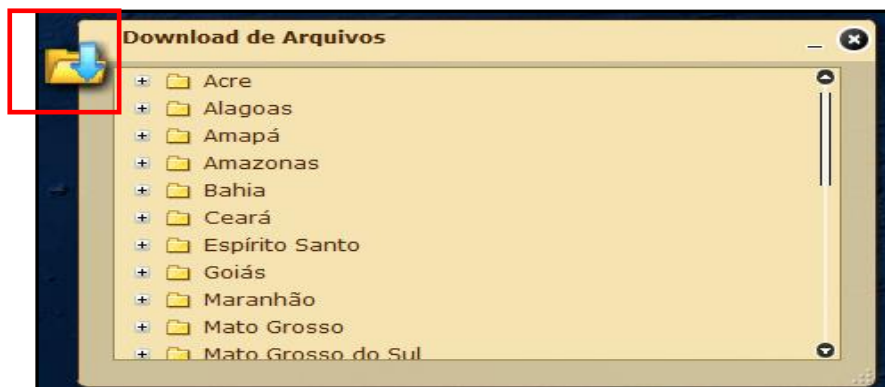 Download de Arquivos
Acre
Alagoas
Amapá
Amazonas
Bahia
Ceará
Espírito Santo
Goiás
Maranhão
Mato Grosso
Mato Grosso do Sul